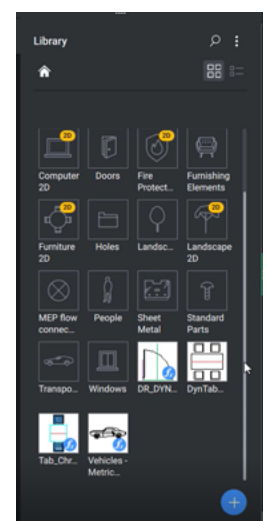 Library
2D
2D
Computer
2D
Doors
Fire
Protect...
Furnishing
Elements
2D
2D
Furniture
2D
Holes
Landsc...
Landscape
2D
MEP flow
connec...
People
Sheet
Metal
Standard
Parts
Transpo...
Windows
DR_DYN...
DynTab...
Tab_Chr...
Vehicles -
Metric...